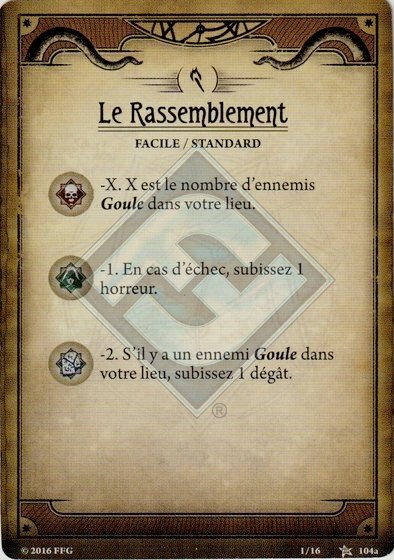 Le Rassemblement
FACILE / STANDARD
-X. X est le nombre d'ennemis
Goule dans votre lieu.
-1. En cas d'échec, subissez 1
horreur.
-2. S'il y a un ennemi Goule dans
votre lieu, subissez 1 dégât.
®
© 2016 FFG
1/16
104a